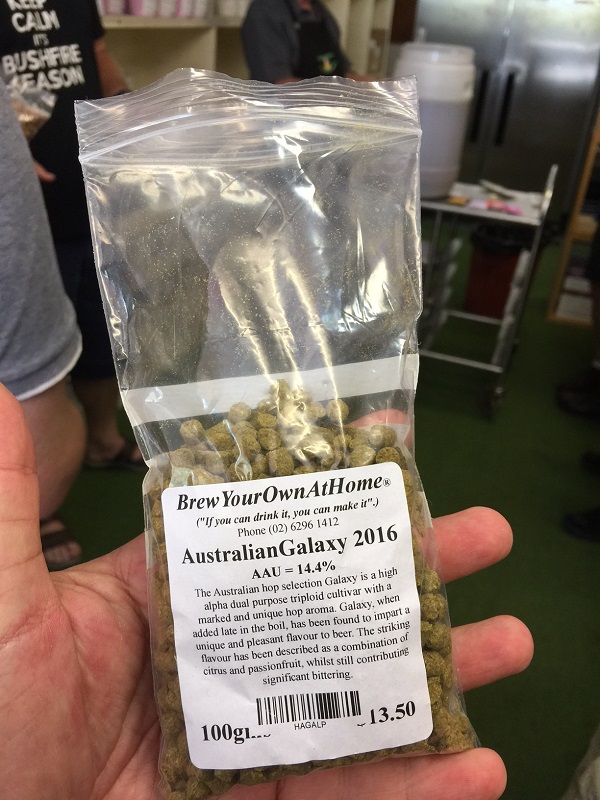 KEEP
CALM
IT'S
BUSHFIRE
SEASON
BrewYourOwnAtHome®
("If you can drink it, you can make it".)
Phone (02) 6296 1412
AustralianGalaxy 2016
AAU = 14.4%
The Australian hop selection Galaxy is a high
alpha dual purpose triploid cultivar with a
marked and unique hop aroma. Galaxy, when
added late in the boil, has been found to impart a
unique and pleasant flavour to beer. The striking
flavour has been described as a combination of
citrus and passionfruit, whilst still contributing
significant bittering.
13.50
HAGALP